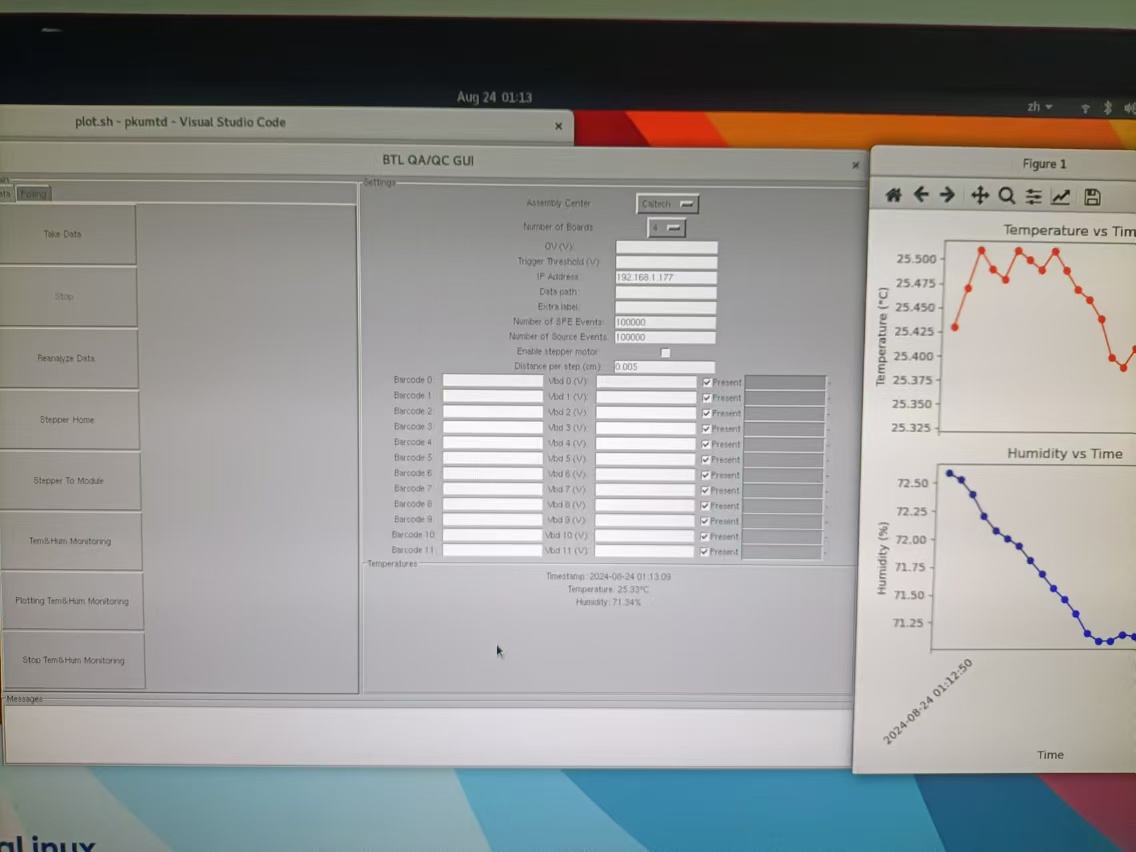 Aug 24 01:13
zh
plot.sh - pkumtd - Visual Studio Code
×
BTL QA/QC GUI
×
Figure 1
Settings
Take Data
Stop
Reanalyze Data
Stepper Home
Stepper To Module
Tem&Hum Monitoring
Plotting Tem&Hum Monitoring
Stop Tem&Hum Monitoring
Assembly Center
Caltech
Number of Boards
4
OV (V):
Trigger Threshold (V):
IP Address:
192.168.1.177
Data path:
Extra label:
Number of SPE Events:
100000
Number of Source Events:
100000
Enable stepper motor
Distance per step (cm):
0.005
Barcode 0 Vbd 0 (V): Present
Barcode 1 Vbd 1 (V): Present
Barcode 2 Vbd 2 (V): Present
Barcode 3 Vbd 3 (V): Present
Barcode 4 Vbd 4 (V): Present
Barcode 5 Vbd 5 (V): Present
Barcode 6 Vbd 6 (V): Present
Barcode 7 Vbd 7 (V): Present
Barcode 8 Vbd 8 (V): Present
Barcode 9 Vbd 9 (V): Present
Barcode 10 Vbd 10 (V): Present
Barcode 11 Vbd 11 (V): Present
Temperatures
Timestamp: 2024-08-24 01:13:09
Temperature: 25.33°C
Humidity: 71.34%
Messages
Temperature vs Tim
Temperature (°C)
25.500
25.475
25.450
25.425
25.400
25.375
25.350
25.325
Humidity vs Time
Humidity (%)
72.50
72.25
72.00
71.75
71.50
71.25
2024-08-24 01:12:50
Time
aLinux